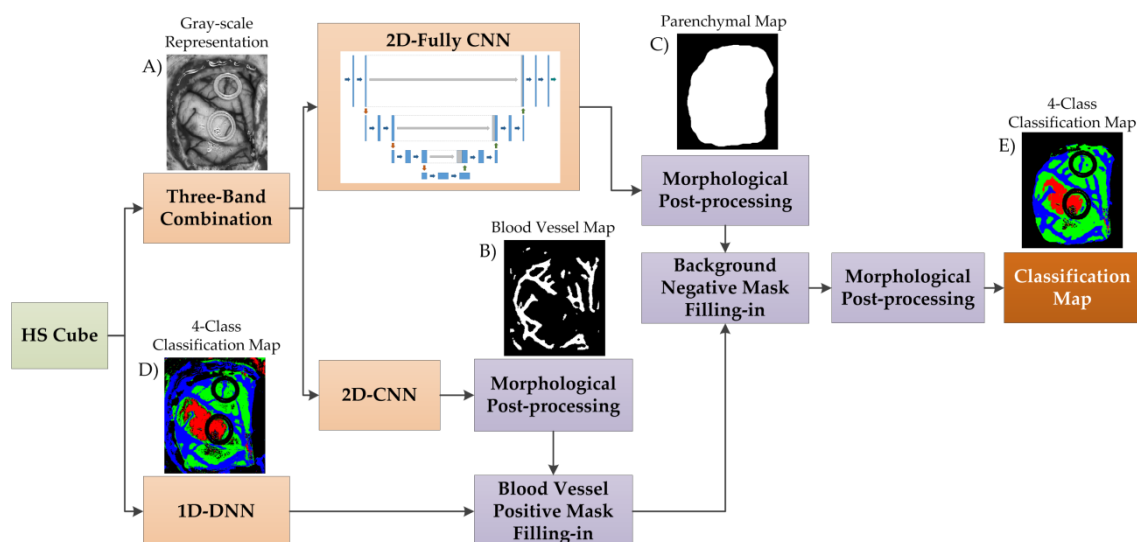 Gray-scale
Representation
A)
2D-Fully CNN
Parenchymal Map
C)
4-Class
Classification Map
E)
Three-Band
Combination
Morphological
Post-processing
Blood Vessel Map
B)
Background
Negative Mask
Filling-in
Morphological
Post-processing
Classification
Map
HS Cube
4-Class
Classification Map
D)
2D-CNN
Morphological
Post-processing
1D-DNN
Blood Vessel
Positive Mask
Filling-in